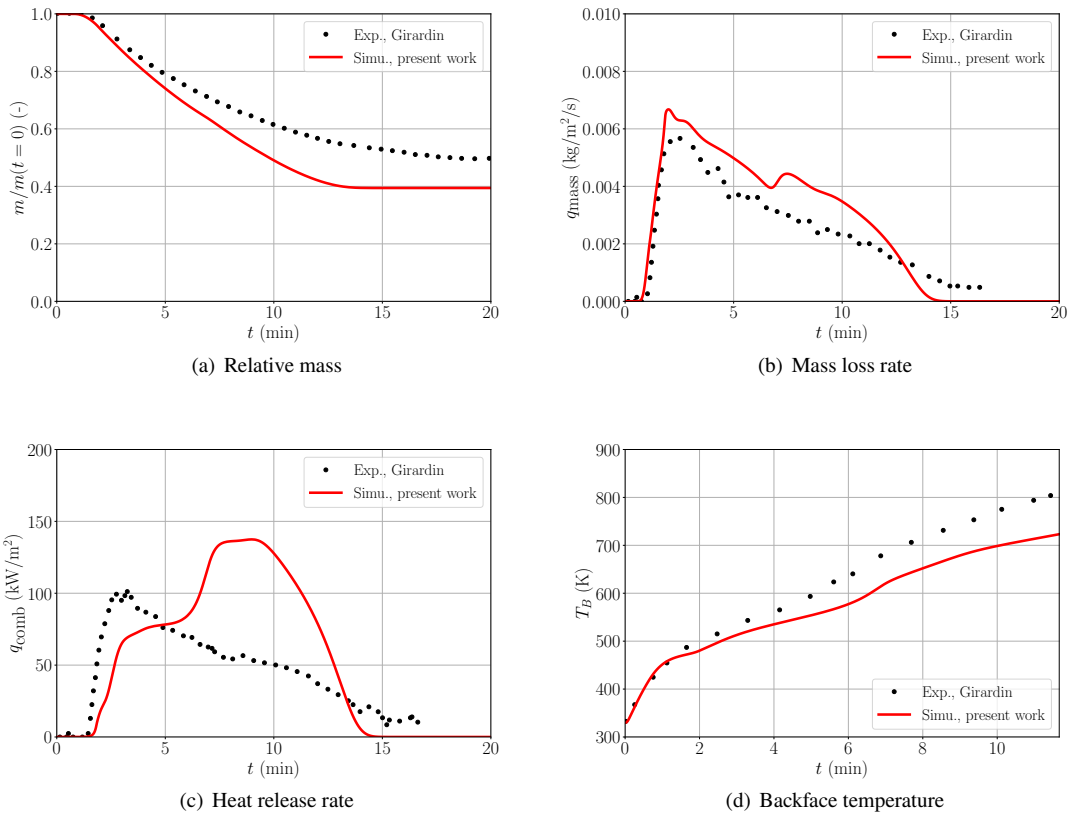 1.0
0.8
0.6
0.4
0.2
0.0
m/m(t = 0) (-)
0 5 10 15 20
t (min)
Exp., Girardin
Simu., present work
(a) Relative mass
0.010
0.008
0.006
0.004
0.002
0.000
qmass (kg/m²/s)
0 5 10 15 20
t (min)
Exp., Girardin
Simu., present work
(b) Mass loss rate
200
150
100
50
0
qcomb (kW/m²)
0 5 10 15 20
t (min)
Exp., Girardin
Simu., present work
(c) Heat release rate
900
800
700
600
500
400
300
T_B (K)
0 2 4 6 8 10
t (min)
Exp., Girardin
Simu., present work
(d) Backface temperature